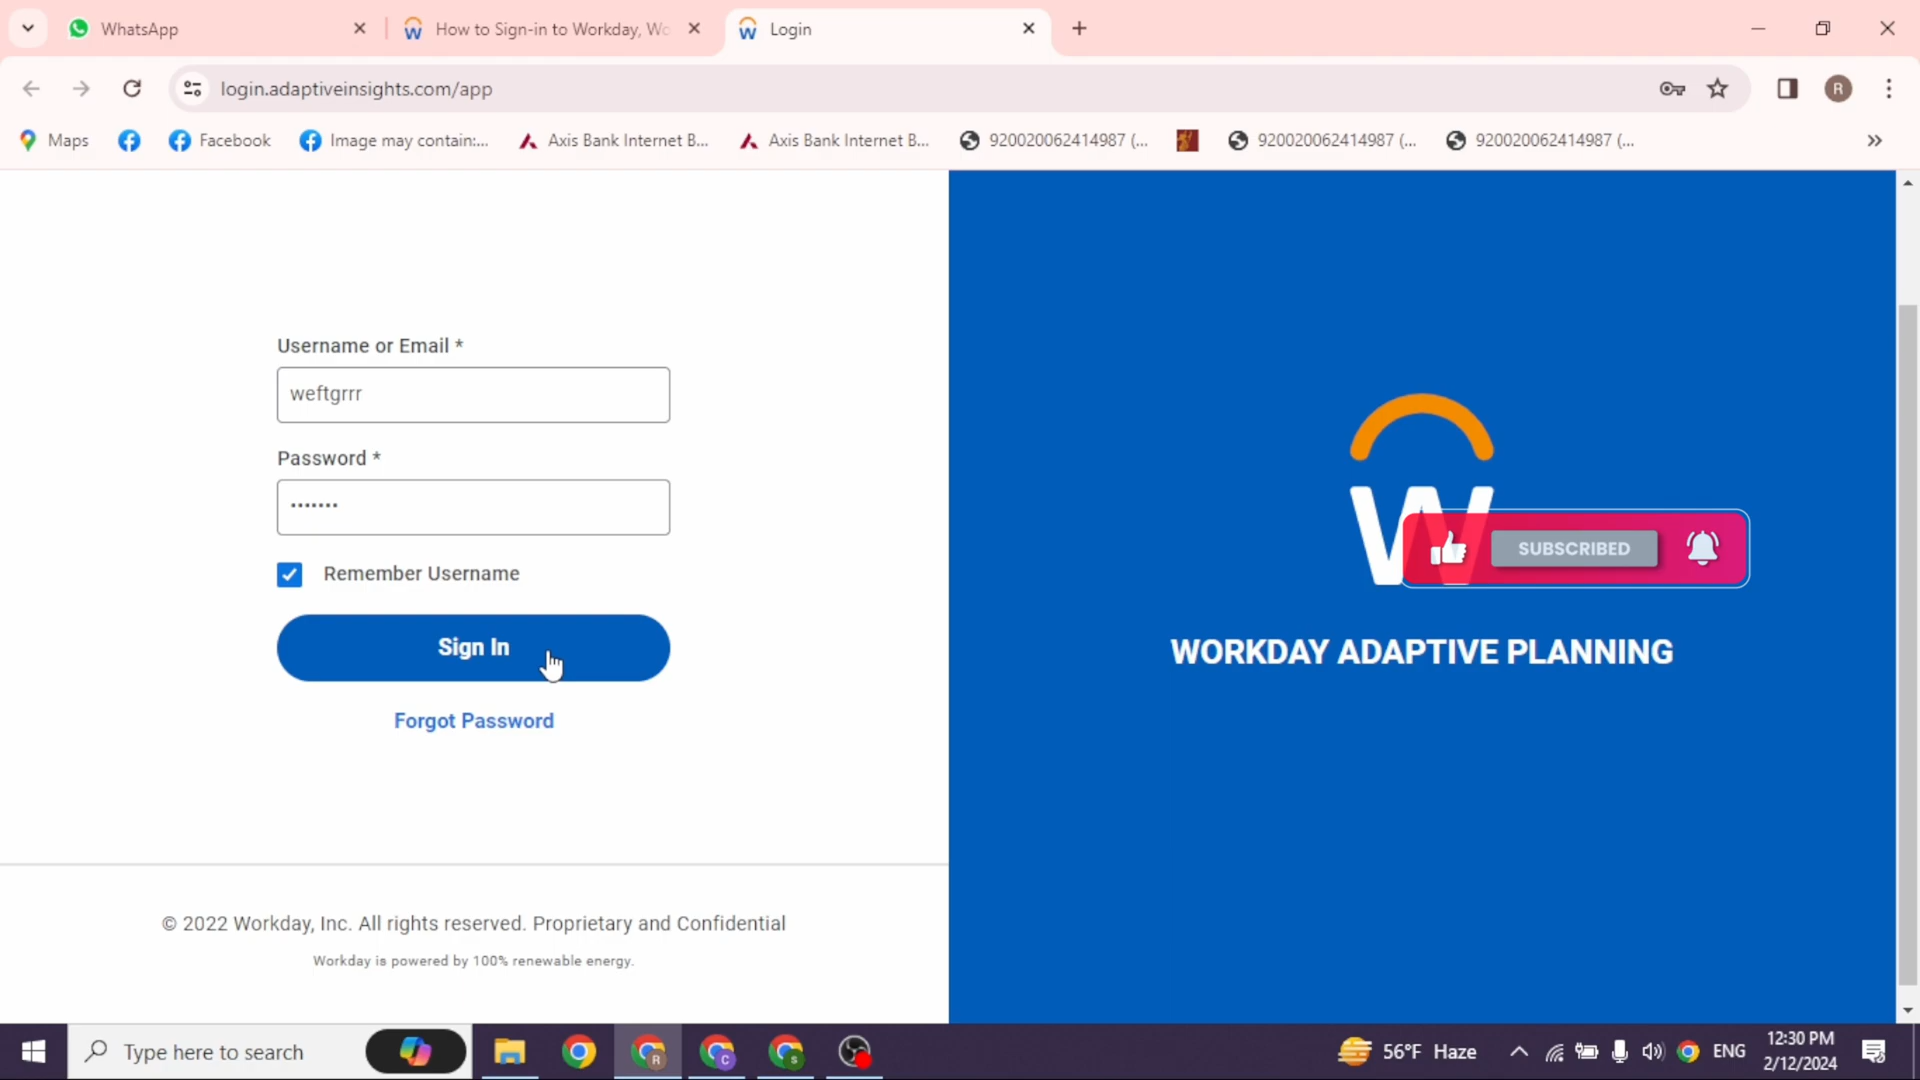 WhatsApp
How to Sign-in to Workday, Wo
Login
login.adaptiveinsights.com/app
R
Maps
Facebook
Image may contain:...
Axis Bank Internet B...
Axis Bank Internet B...
920020062414987 (...
920020062414987 (...
920020062414987 (...
Username or Email *
weftgrrr
Password *
•••••••
Remember Username
Sign In
Forgot Password
© 2022 Workday, Inc. All rights reserved. Proprietary and Confidential
Workday is powered by 100% renewable energy.
W
SUBSCRIBED
WORKDAY ADAPTIVE PLANNING
Type here to search
R
C
S
56°F Haze
ENG
12:30 PM
2/12/2024